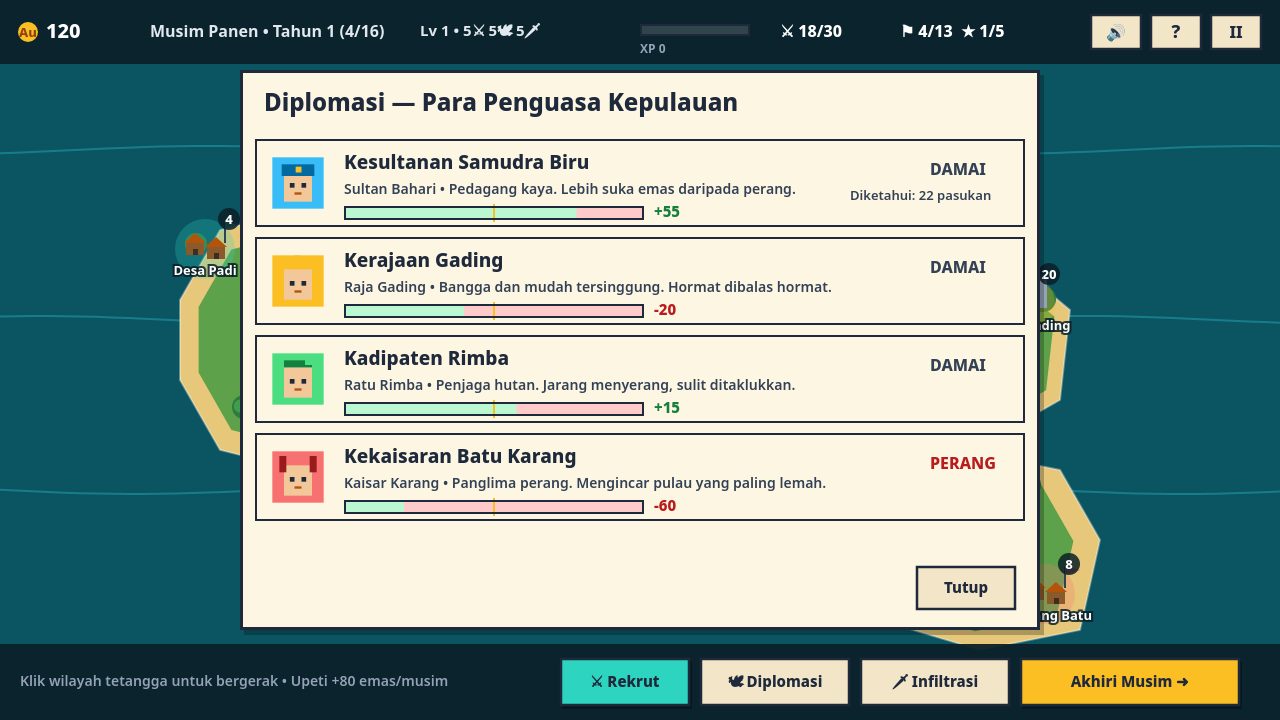 Au 120
Musim Panen • Tahun 1 (4/16)
Lv 1 • 5⚔ 5🕊 5🗡
XP 0
⚔ 18/30
⚑ 4/13 ★ 1/5
🔊
?
II
Diplomasi — Para Penguasa Kepulauan
Kesultanan Samudra Biru
DAMAI
Sultan Bahari • Pedagang kaya. Lebih suka emas daripada perang.
Diketahui: 22 pasukan
+55
Kerajaan Gading
DAMAI
Raja Gading • Bangga dan mudah tersinggung. Hormat dibalas hormat.
-20
Kadipaten Rimba
DAMAI
Ratu Rimba • Penjaga hutan. Jarang menyerang, sulit ditaklukkan.
+15
Kekaisaran Batu Karang
PERANG
Kaisar Karang • Panglima perang. Mengincar pulau yang paling lemah.
-60
Tutup
4
Desa Padi
20
ding
8
ng Batu
Klik wilayah tetangga untuk bergerak • Upeti +80 emas/musim
⚔ Rekrut
🕊 Diplomasi
🗡 Infiltrasi
Akhiri Musim ➜